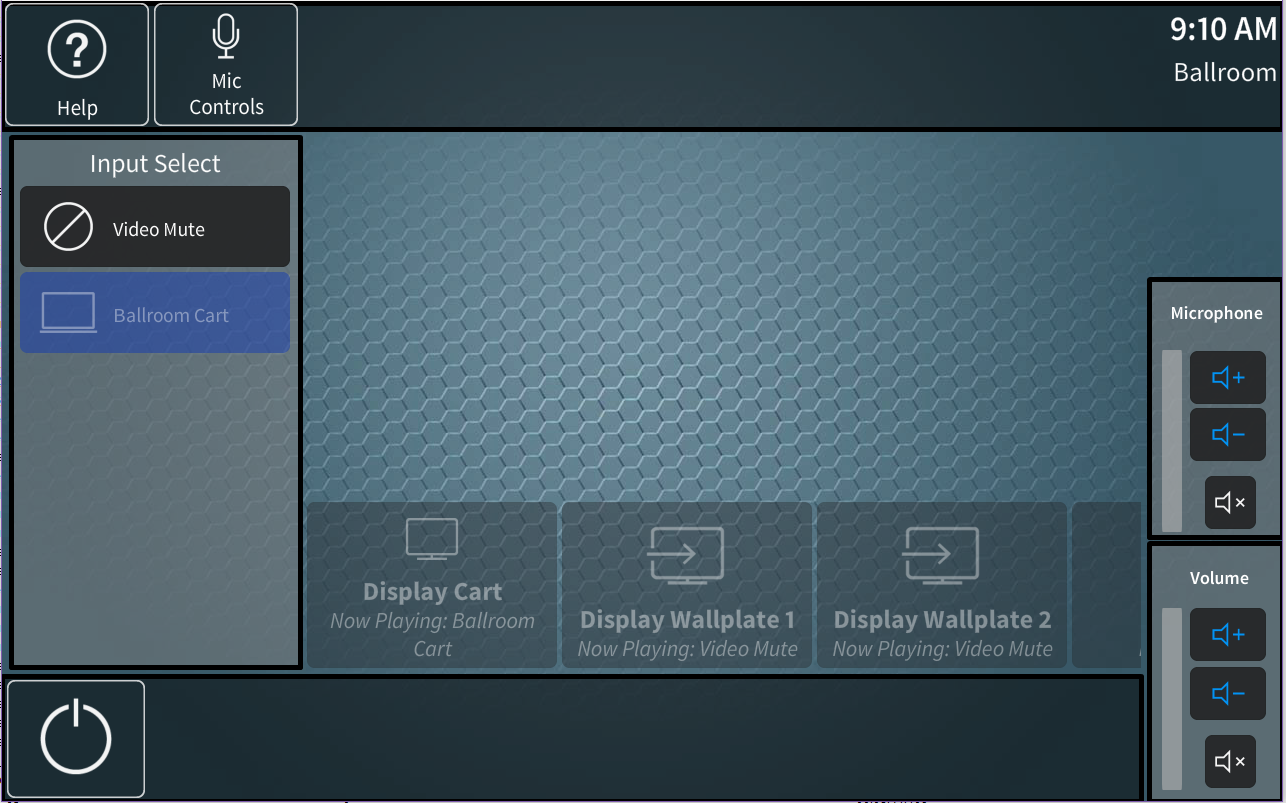 ?
Help
Mic
Controls
9:10 AM
Ballroom
Input Select
Video Mute
Ballroom Cart
Microphone
Display Cart
Now Playing: Ballroom
Cart
Display Wallplate 1
Now Playing: Video Mute
Display Wallplate 2
Now Playing: Video Mute
Volume